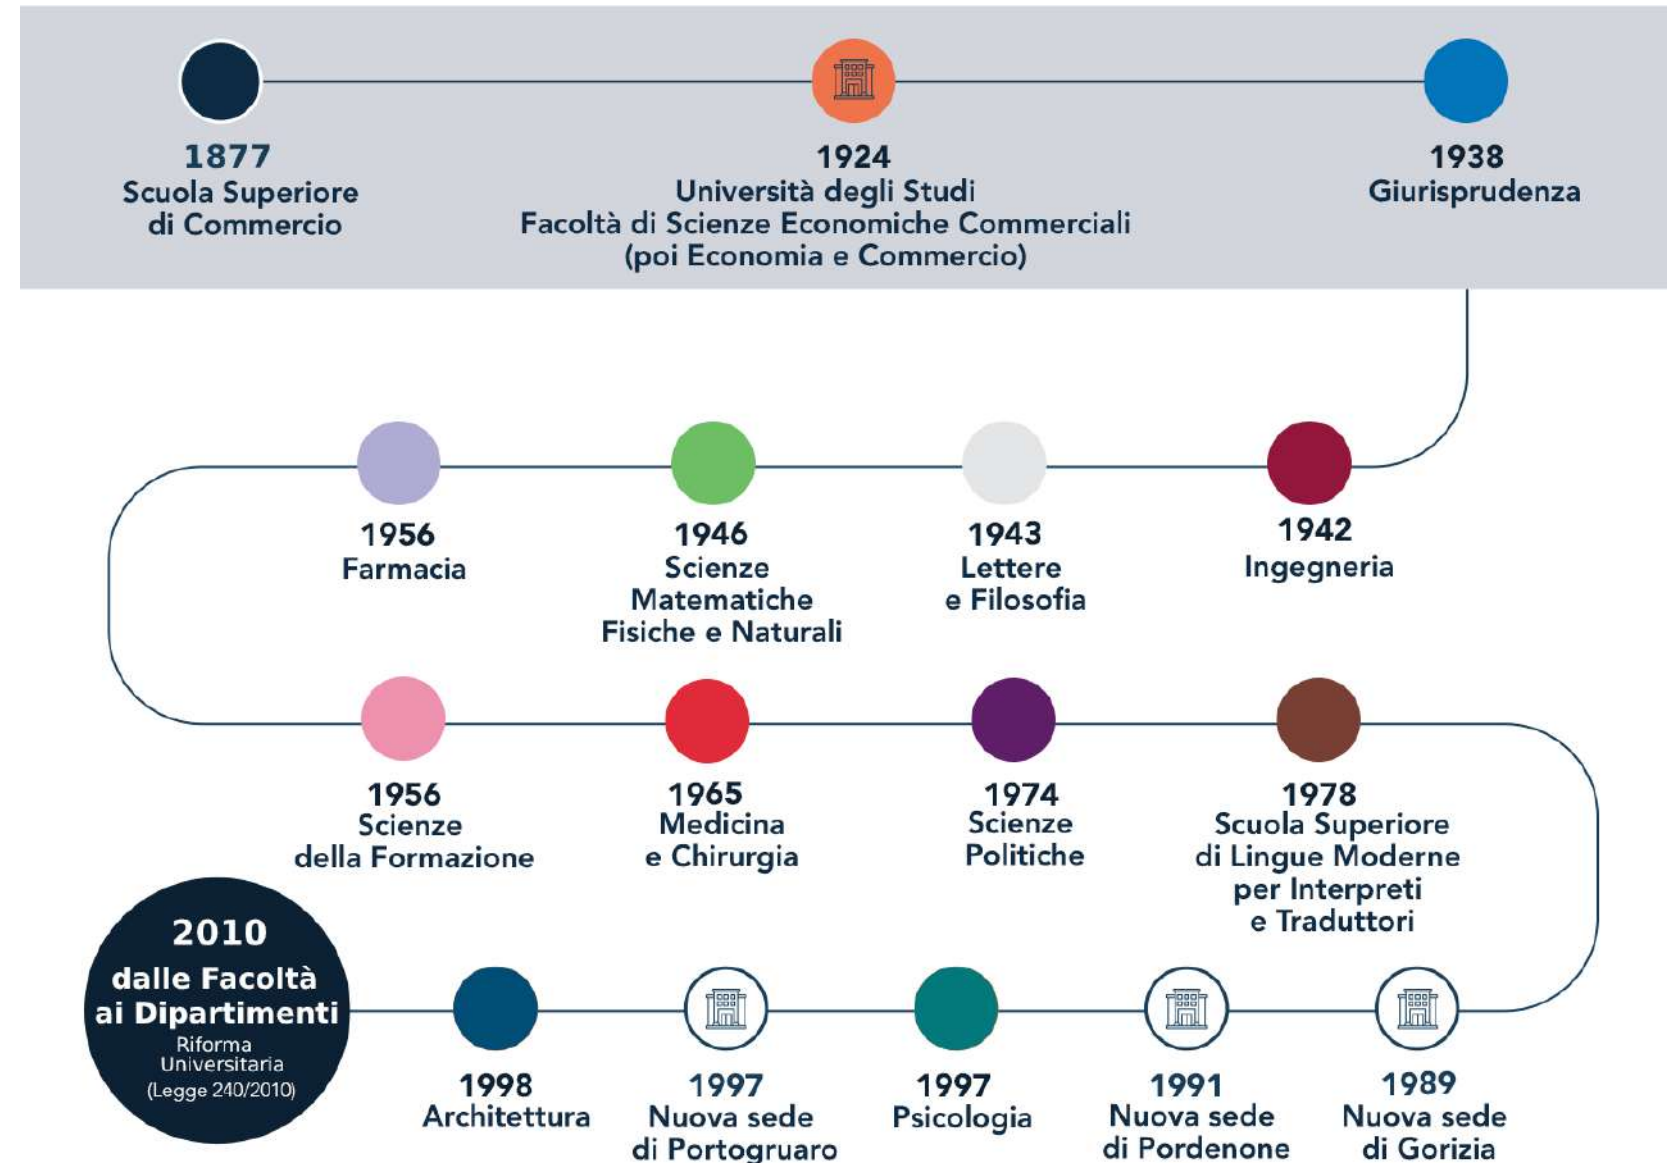 1877
Scuola Superiore
di Commercio
1924
Università degli Studi
Facoltà di Scienze Economiche Commerciali
(poi Economia e Commercio)
1938
Giurisprudenza
1942
Ingegneria
1943
Lettere
e Filosofia
1946
Scienze
Matematiche
Fisiche e Naturali
1956
Farmacia
1956
Scienze
della Formazione
1965
Medicina
e Chirurgia
1974
Scienze
Politiche
1978
Scuola Superiore
di Lingue Moderne
per Interpreti
e Traduttori
1989
Nuova sede
di Gorizia
1991
Nuova sede
di Pordenone
1997
Psicologia
1997
Nuova sede
di Portogruaro
1998
Architettura
2010
dalle Facoltà
ai Dipartimenti
Riforma
Universitaria
(Legge 240/2010)